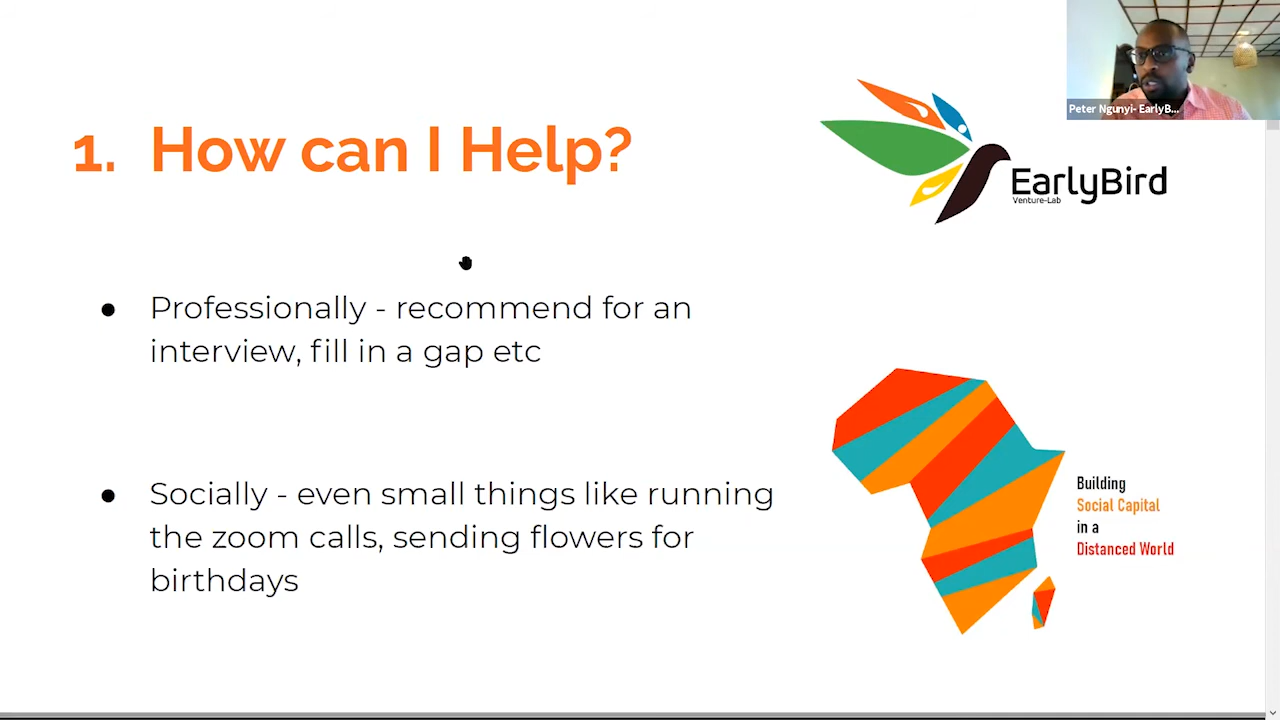 1. How can I Help?
Peter Ngunyi- EarlyB...
EarlyBird
Venture-Lab
● Professionally - recommend for an
interview, fill in a gap etc
● Socially - even small things like running
the zoom calls, sending flowers for
birthdays
Building
Social Capital
in a
Distanced World